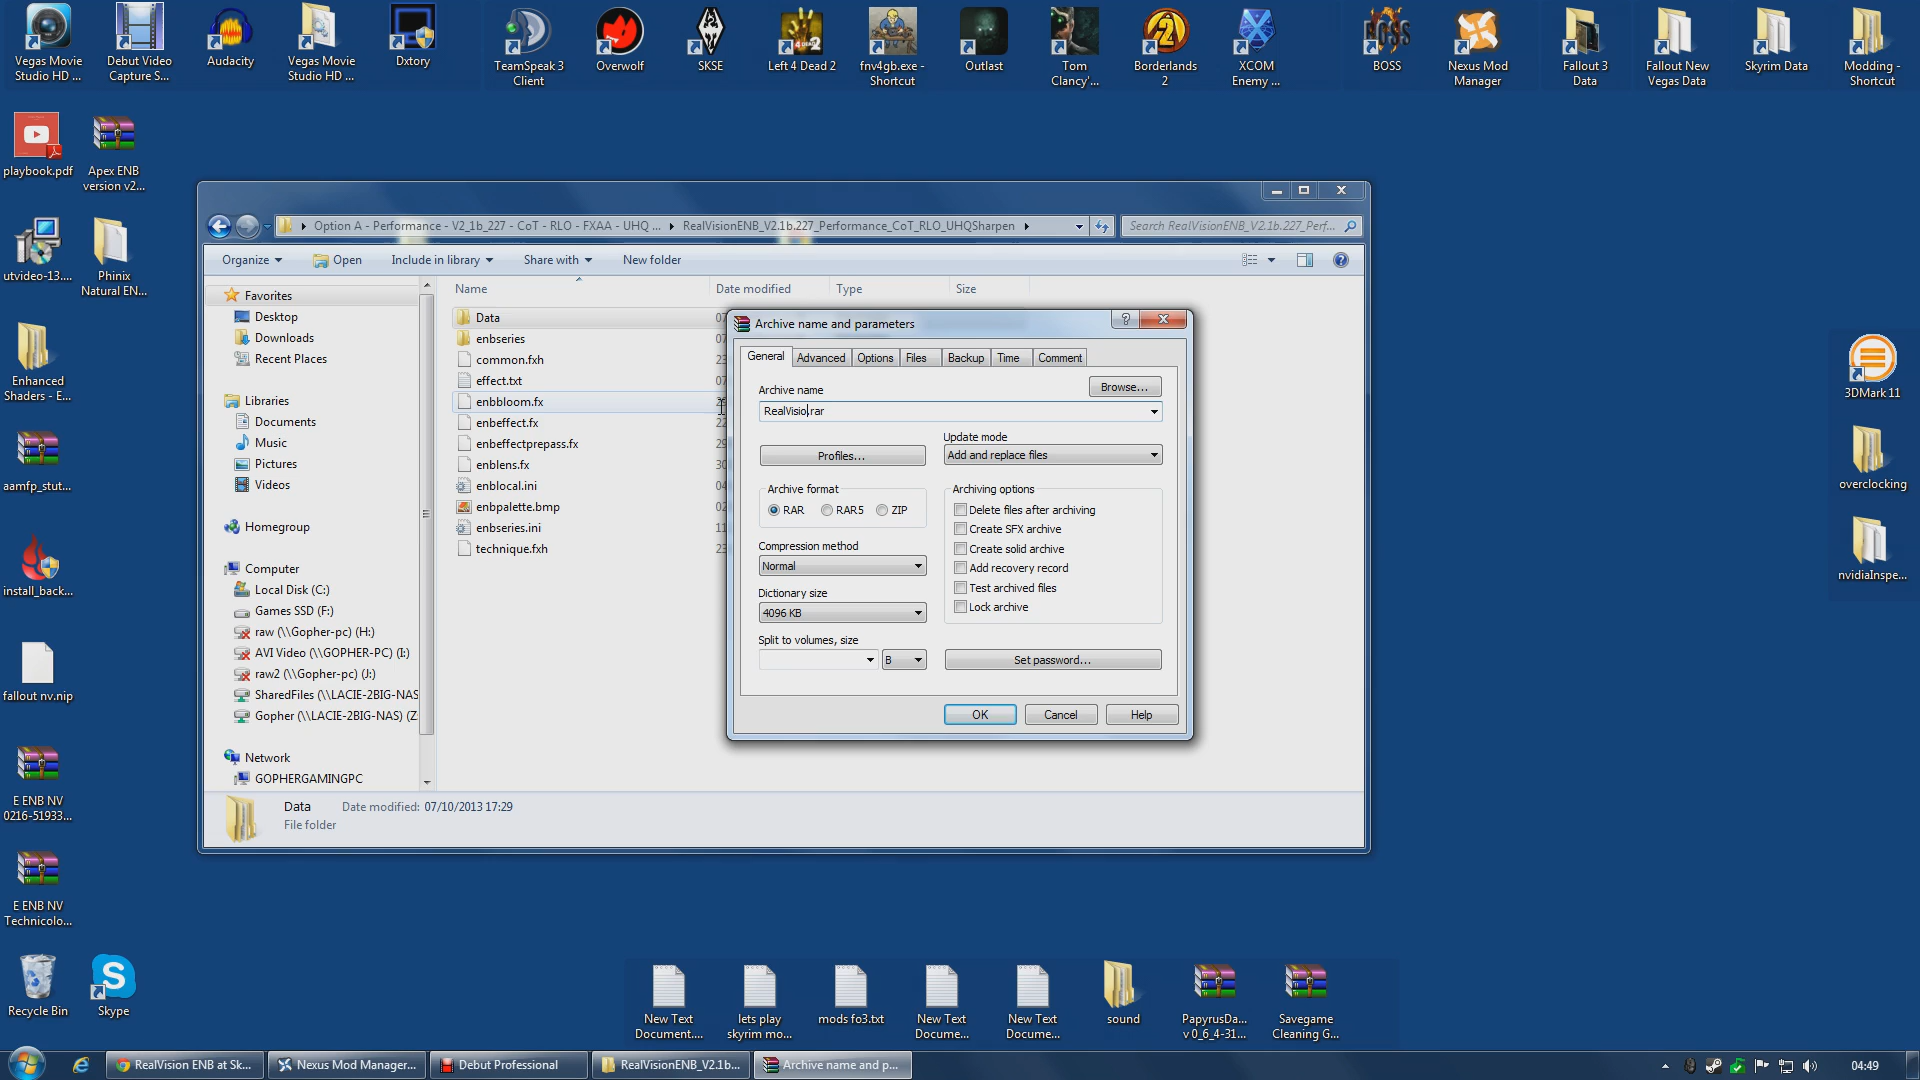 Vegas Movie
Studio HD ...
Debut Video
Capture S...
Audacity
Vegas Movie
Studio HD ...
Dxtory
TeamSpeak 3
Client
Overwolf
SKSE
Left 4 Dead 2
fnv4gb.exe -
Shortcut
Outlast
Tom
Clancy'...
Borderlands
2
XCOM
Enemy ...
BOSS
Nexus Mod
Manager
Fallout 3
Data
Fallout New
Vegas Data
Skyrim Data
Modding -
Shortcut
playbook.pdf
Apex ENB
version v2...
utvideo-13....
Phinix
Natural EN...
Enhanced
Shaders - E...
aamfp_stut...
install_back...
fallout nv.nip
E ENB NV
0216-51933...
E ENB NV
Technicolo...
Recycle Bin
Skype
3DMark 11
overclocking
nvidiaInspe...
Option A - Performance - V2_1b_227 - CoT - RLO - FXAA - UHQ ...
RealVisionENB_V2.1b.227_Performance_CoT_RLO_UHQSharpen
Search RealVisionENB_V2.1b.227_Perf...
Organize
Open
Include in library
Share with
New folder
Favorites
Desktop
Downloads
Recent Places
Libraries
Documents
Music
Pictures
Videos
Homegroup
Computer
Local Disk (C:)
Games SSD (F:)
raw (\\Gopher-pc) (H:)
AVI Video (\\GOPHER-PC) (I:)
raw2 (\\Gopher-pc) (J:)
SharedFiles (\\LACIE-2BIG-NAS
Gopher (\\LACIE-2BIG-NAS) (Z
Network
GOPHERGAMINGPC
Name
Date modified
Type
Size
Data
enbseries
common.fxh
effect.txt
enbbloom.fx
enbeffect.fx
enbeffectprepass.fx
enblens.fx
enblocal.ini
enbpalette.bmp
enbseries.ini
technique.fxh
Archive name and parameters
General
Advanced
Options
Files
Backup
Time
Comment
Archive name
Browse...
RealVisio.rar
Profiles...
Update mode
Add and replace files
Archive format
RAR
RAR5
ZIP
Compression method
Normal
Dictionary size
4096 KB
Split to volumes, size
B
Archiving options
Delete files after archiving
Create SFX archive
Create solid archive
Add recovery record
Test archived files
Lock archive
Set password...
OK
Cancel
Help
Data
Date modified: 07/10/2013 17:29
File folder
New Text
Document....
lets play
skyrim mo...
mods fo3.txt
New Text
Docume...
New Text
Docume...
sound
PapyrusDa...
v 0_6_4-31...
Savegame
Cleaning G...
RealVision ENB at Sk...
Nexus Mod Manager...
Debut Professional
RealVisionENB_V2.1b...
Archive name and p...
04:49